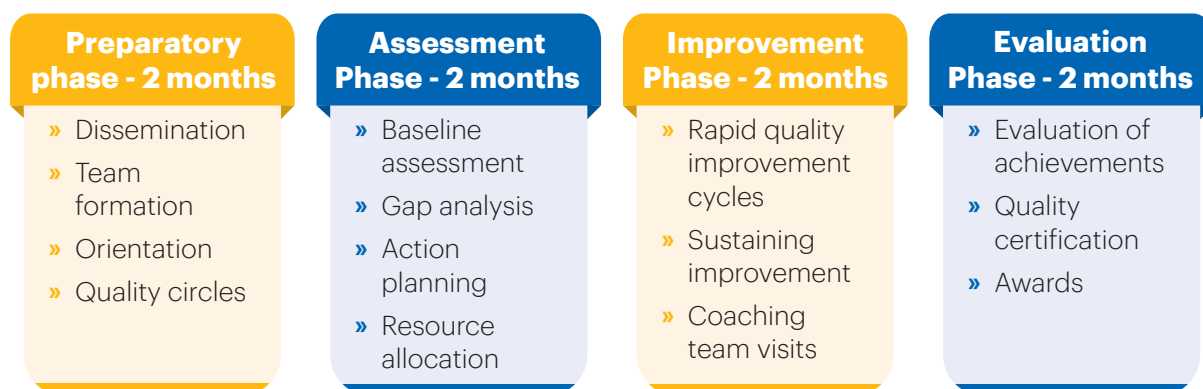 Preparatory
phase - 2 months
» Dissemination
» Team
formation
» Orientation
» Quality circles
Assessment
Phase - 2 months
» Baseline
assessment
» Gap analysis
» Action
planning
» Resource
allocation
Improvement
Phase - 2 months
» Rapid quality
improvement
cycles
» Sustaining
improvement
» Coaching
team visits
Evaluation
Phase - 2 months
» Evaluation of
achievements
» Quality
certification
» Awards